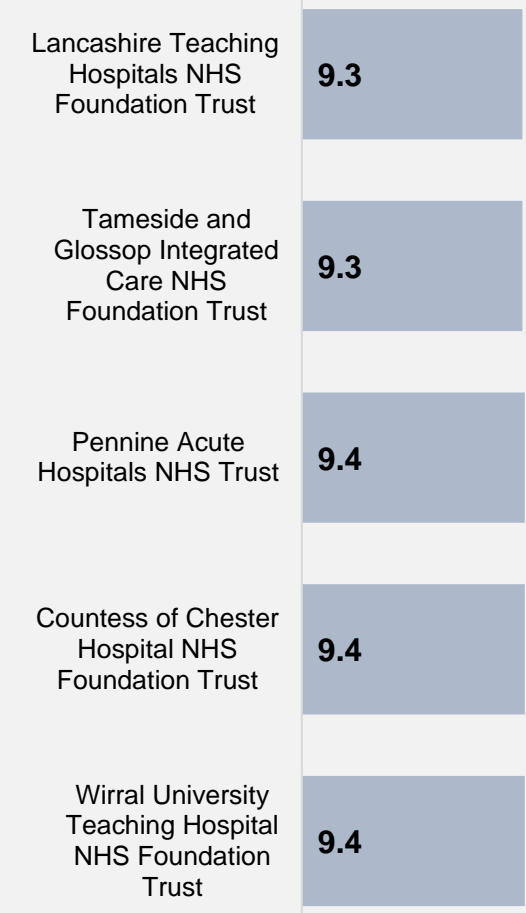 Lancashire Teaching
Hospitals NHS
Foundation Trust
9.3
Tameside and
Glossop Integrated
Care NHS
Foundation Trust
9.3
Pennine Acute
Hospitals NHS Trust
9.4
Countess of Chester
Hospital NHS
Foundation Trust
9.4
Wirral University
Teaching Hospital
NHS Foundation
Trust
9.4